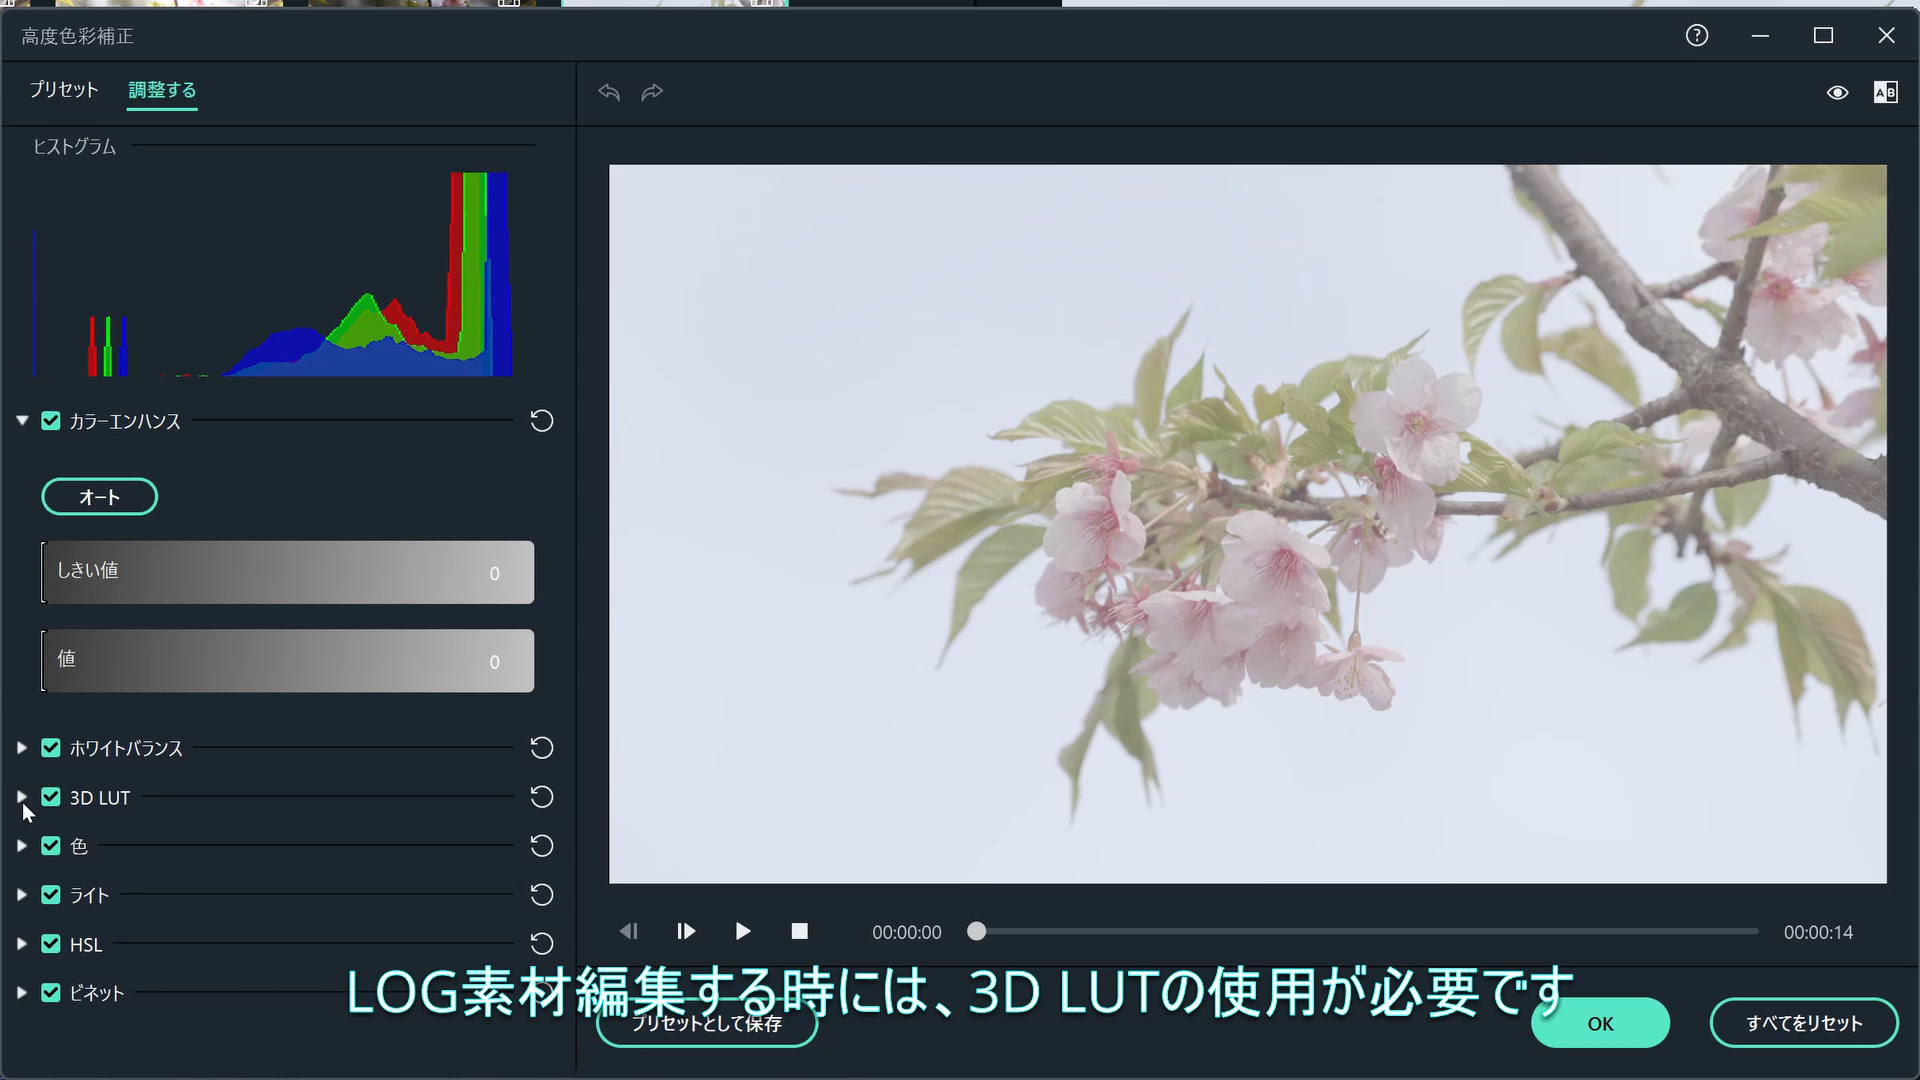 高度色彩補正
プリセット
調整する
AB
ヒストグラム
カラーエンハンス
オート
しきい値
0
値
0
ホワイトバランス
3D LUT
色
ライト
HSL
ビネット
00:00:00
00:00:14
LOG素材編集する時には、3D LUTの使用が必要です
プリセットとして保存
OK
すべてをリセット